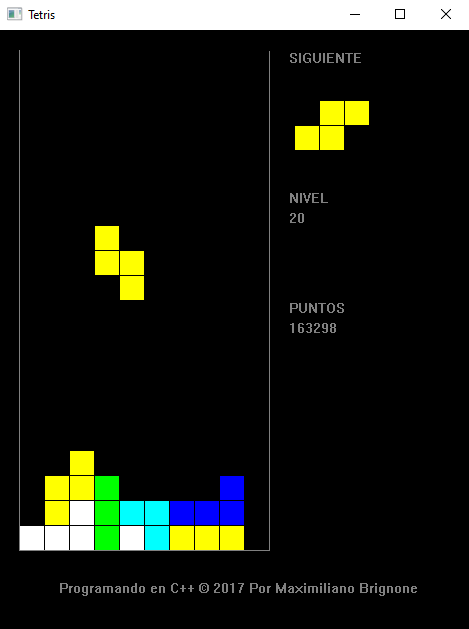 Tetris
SIGUIENTE
NIVEL
20
PUNTOS
163298
Programando en C++ © 2017 Por Maximiliano Brignone